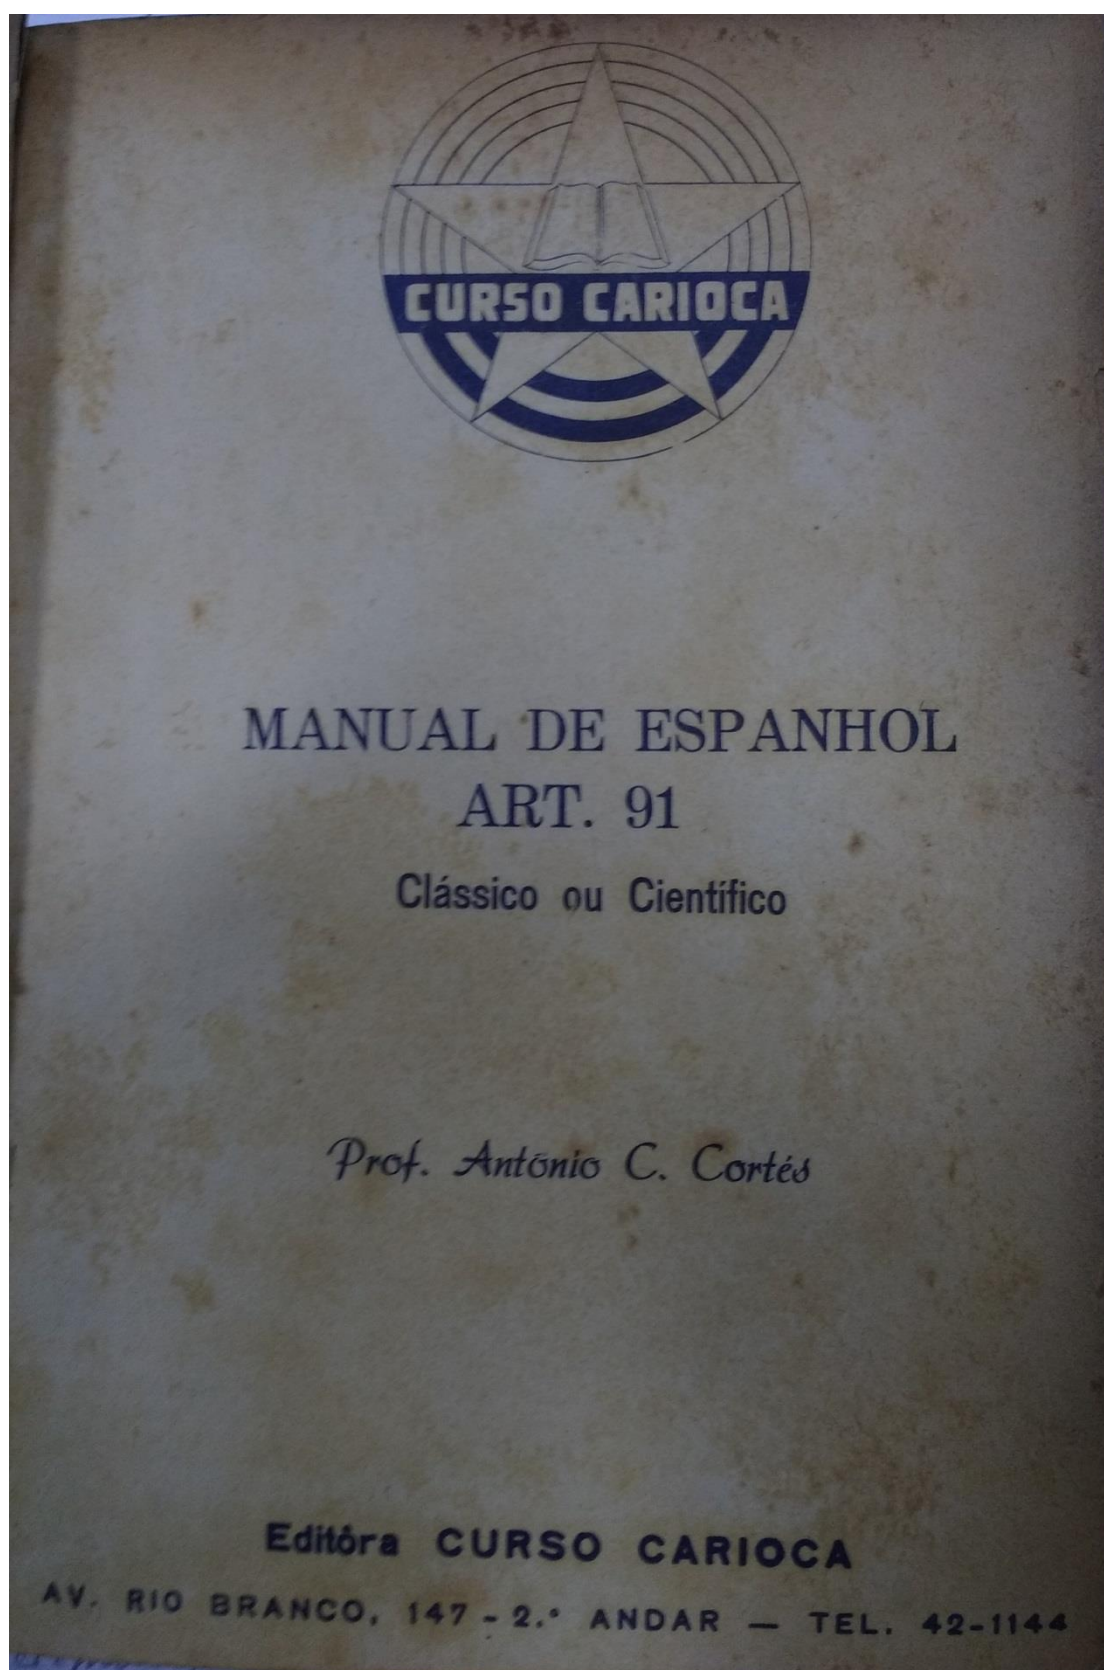 CURSO CARIOCA
MANUAL DE ESPANHOL
ART. 91
Clássico ou Científico
Prof. Antônio C. Cortés
Editôra CURSO CARIOCA
AV. RIO BRANCO, 147 - 2.º ANDAR — TEL. 42-1144